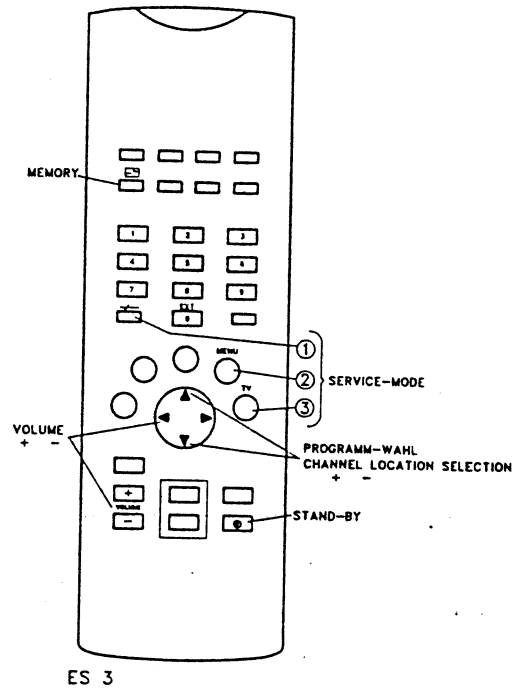 MEMORY
1 2 3
4 5 6
7 8 9
-/-- EXT
0
①
MENU
② SERVICE-MODE
TV
③
VOLUME
+ -
PROGRAMM-WAHL
CHANNEL LOCATION SELECTION
+ -
+
VOLUME
-
STAND-BY
ES 3